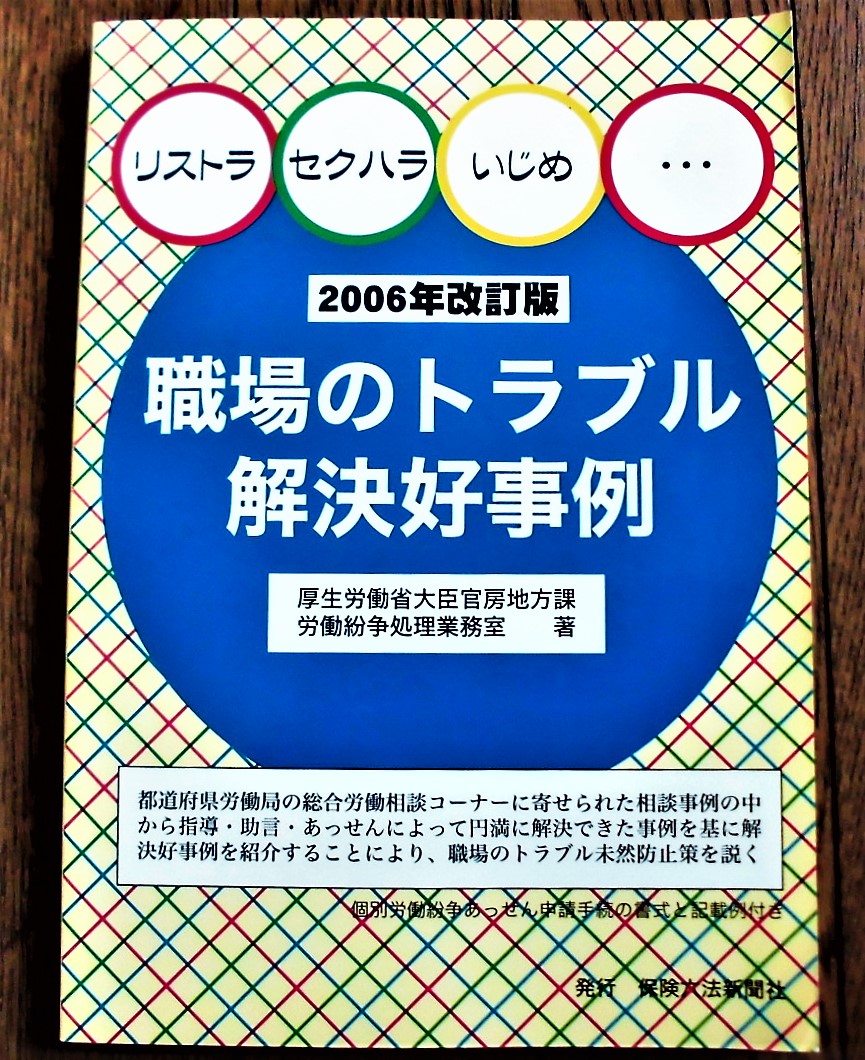 リストラ セクハラ いじめ ・・・
2006年改訂版
職場のトラブル
解決好事例
厚生労働省大臣官房地方課
労働紛争処理業務室　　著
都道府県労働局の総合労働相談コーナーに寄せられた相談事例の中
から指導・助言・あっせんによって円満に解決できた事例を基に解
決好事例を紹介することにより、職場のトラブル未然防止策を説く
個別労働紛争あっせん申請手続の書式と記載例付き
発行　保険六法新聞社